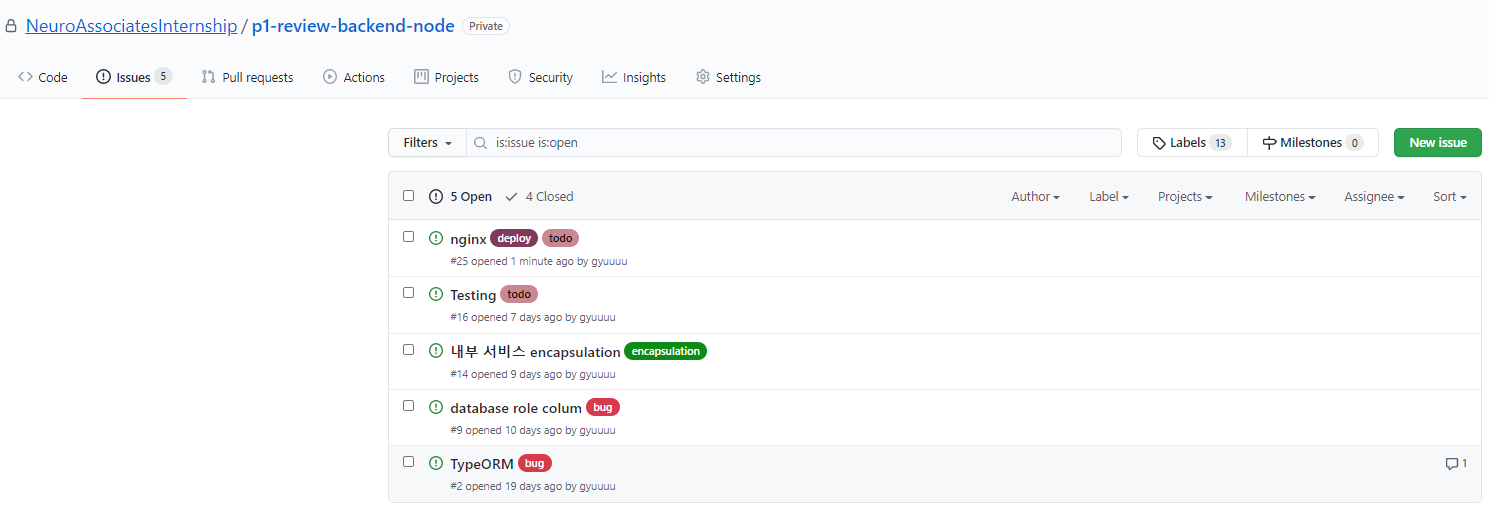 NeuroAssociatesInternship / p1-review-backend-node Private
Code Issues 5 Pull requests Actions Projects Security Insights Settings
Filters is:issue is:open Labels 13 Milestones 0 New issue
5 Open 4 Closed Author Label Projects Milestones Assignee Sort
nginx deploy todo
#25 opened 1 minute ago by gyuuuu
Testing todo
#16 opened 7 days ago by gyuuuu
내부 서비스 encapsulation encapsulation
#14 opened 9 days ago by gyuuuu
database role colum bug
#9 opened 10 days ago by gyuuuu
TypeORM bug 1
#2 opened 19 days ago by gyuuuu